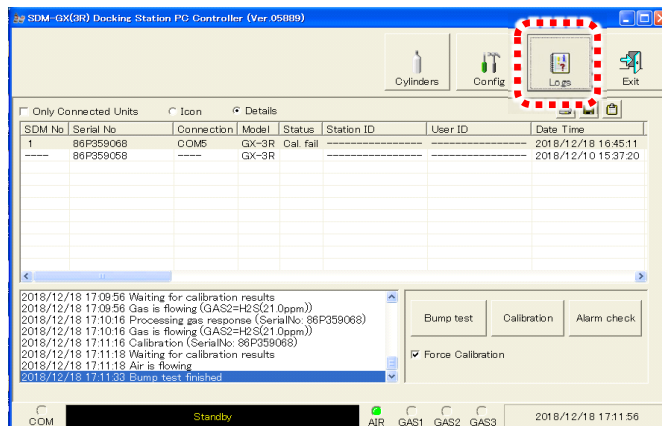 SDM-GX(3R) Docking Station PC Controller (Ver.05889)
Cylinders Config Logs Exit
Only Connected Units Icon Details
SDM No Serial No Connection Model Status Station ID User ID Date Time
1 86P359068 COM5 GX-3R Cal. fail ----------------- ----------------- 2018/12/18 16:45:11
---- 86P359058 ---- GX-3R ----------------- ----------------- 2018/12/10 15:37:20
2018/12/18 17:09:56 Waiting for calibration results
2018/12/18 17:09:56 Gas is flowing (GAS2=H2S(21.0ppm))
2018/12/18 17:10:16 Processing gas response (SerialNo: 86P359068)
2018/12/18 17:10:16 Gas is flowing (GAS2=H2S(21.0ppm))
2018/12/18 17:11:16 Calibration (SerialNo: 86P359068)
2018/12/18 17:11:18 Waiting for calibration results
2018/12/18 17:11:18 Air is flowing
2018/12/18 17:11:33 Bump test finished
Bump test Calibration Alarm check
Force Calibration
COM Standby AIR GAS1 GAS2 GAS3 2018/12/18 17:11:56